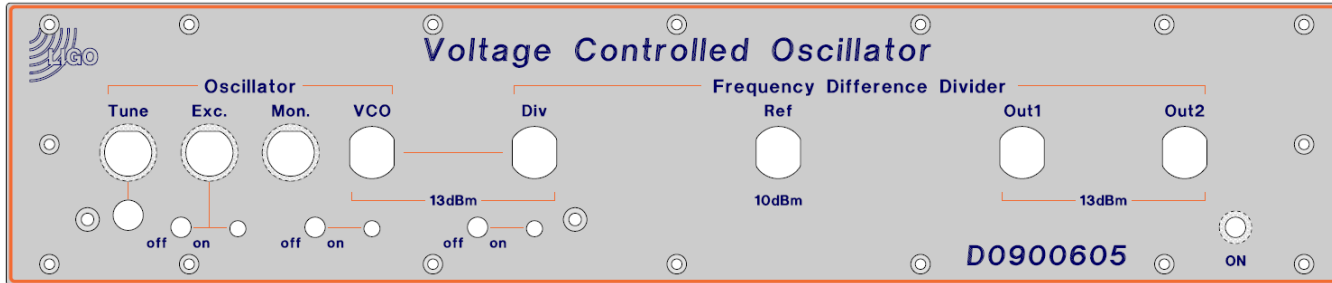 LIGO
Voltage Controlled Oscillator
Oscillator Frequency Difference Divider
Tune Exc. Mon. VCO Div Ref Out1 Out2
13dBm 10dBm 13dBm
off on off on off on
D0900605
ON